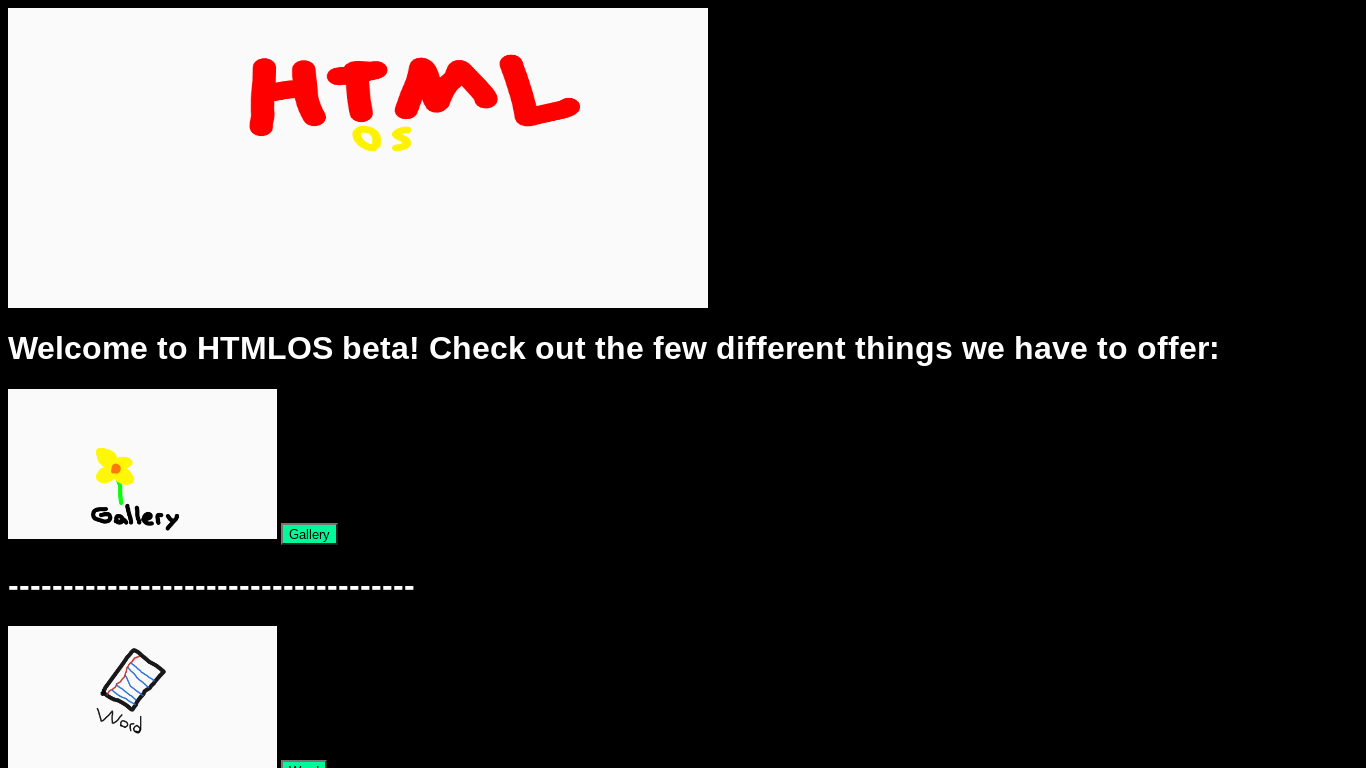 HTML
OS
Welcome to HTMLOS beta! Check out the few different things we have to offer:
Gallery
Gallery
-------------------------------------
Word
Word